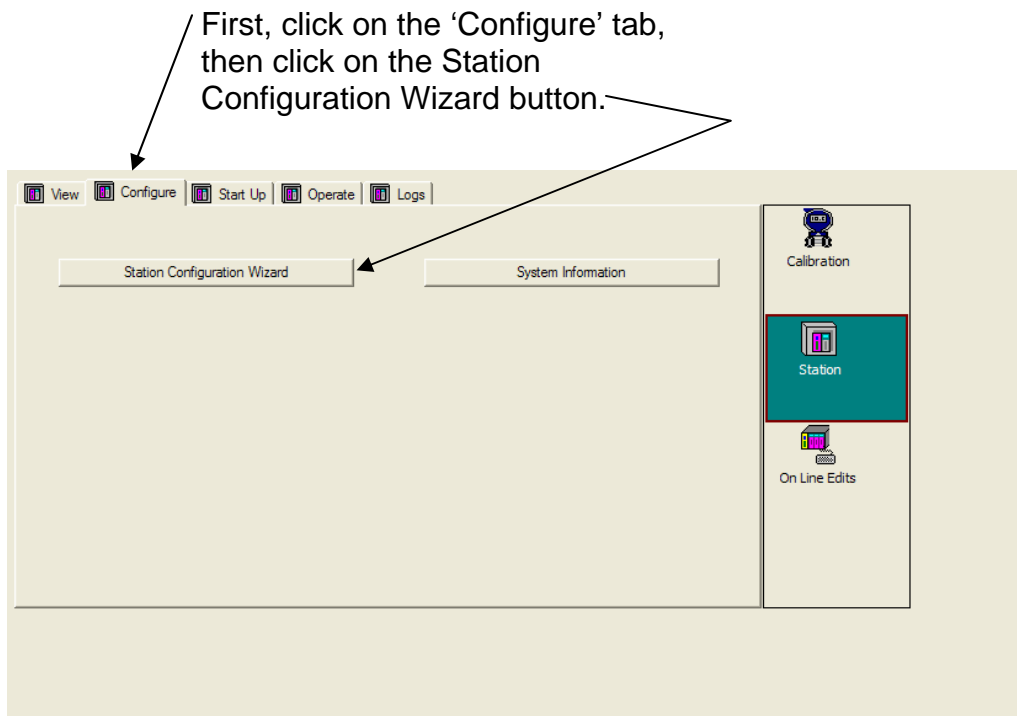 First, click on the ‘Configure’ tab,
then click on the Station
Configuration Wizard button.
View Configure Start Up Operate Logs
Station Configuration Wizard System Information
Calibration
Station
On Line Edits